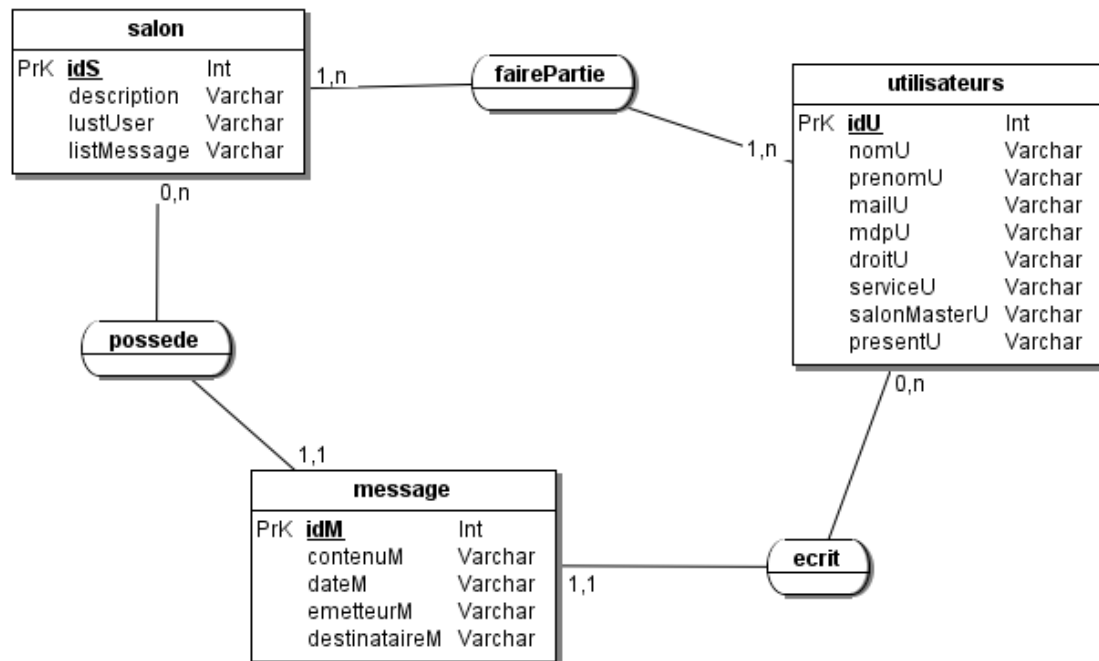 salon
PrK idS Int
description Varchar
lustUser Varchar
listMessage Varchar
1,n
fairePartie
1,n
utilisateurs
PrK idU Int
nomU Varchar
prenomU Varchar
mailU Varchar
mdpU Varchar
droitU Varchar
serviceU Varchar
salonMasterU Varchar
presentU Varchar
0,n
possede
0,n
1,1
message
PrK idM Int
contenuM Varchar
dateM Varchar
emetteurM Varchar
destinataireM Varchar
1,1
ecrit